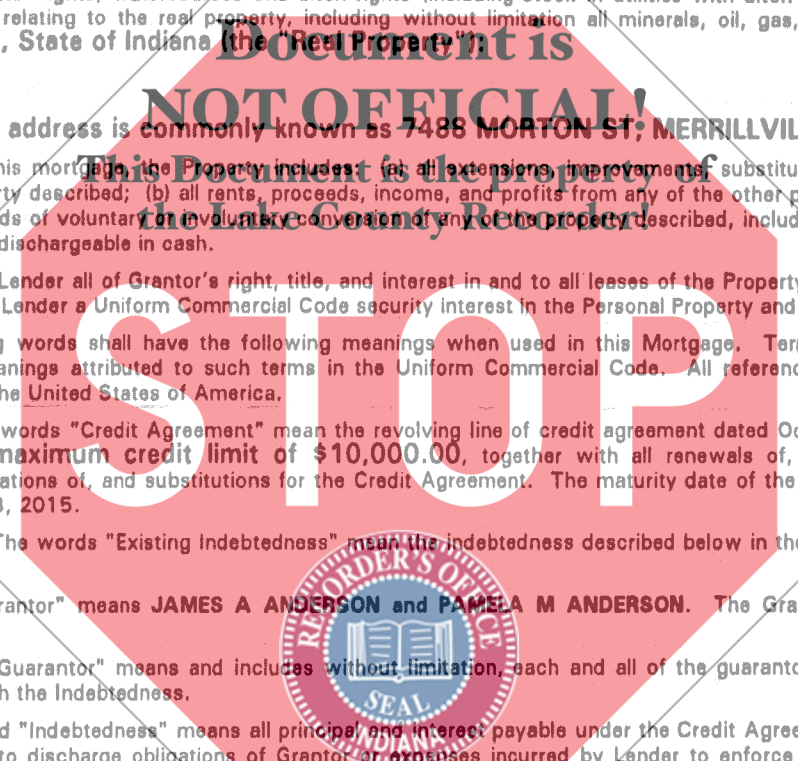 relating to the real property, including without limitation all minerals, oil, gas,
, State of Indiana (the "Real Property"):
Document is
NOT OFFICIAL!
address is commonly known as 7488 MORTON ST, MERRILLVIL
This Document is the property of
the Lake County Recorder!
his mortgage, the Property includes: (a) all extensions, improvements, substitu
rty described; (b) all rents, proceeds, income, and profits from any of the other p
ds of voluntary or involuntary conversion of any of the property described, includ
dischargeable in cash.
Lender all of Grantor's right, title, and interest in and to all leases of the Property
Lender a Uniform Commercial Code security interest in the Personal Property and
STOP
g words shall have the following meanings when used in this Mortgage. Ter
anings attributed to such terms in the Uniform Commercial Code. All referenc
he United States of America.
words "Credit Agreement" mean the revolving line of credit agreement dated Oc
maximum credit limit of $10,000.00, together with all renewals of,
ations of, and substitutions for the Credit Agreement. The maturity date of the
3, 2015.
The words "Existing Indebtedness" mean the indebtedness described below in the
rantor" means JAMES A ANDERSON and PAMELA M ANDERSON. The Gra
RECORDER'S OFFICE
Guarantor" means and includes without limitation, each and all of the guaranto
h the Indebtedness.
SEAL
d "Indebtedness" means all principal and interest payable under the Credit Agree
INDIANA
to discharge obligations of Grantor or expenses incurred by Lender to enforce